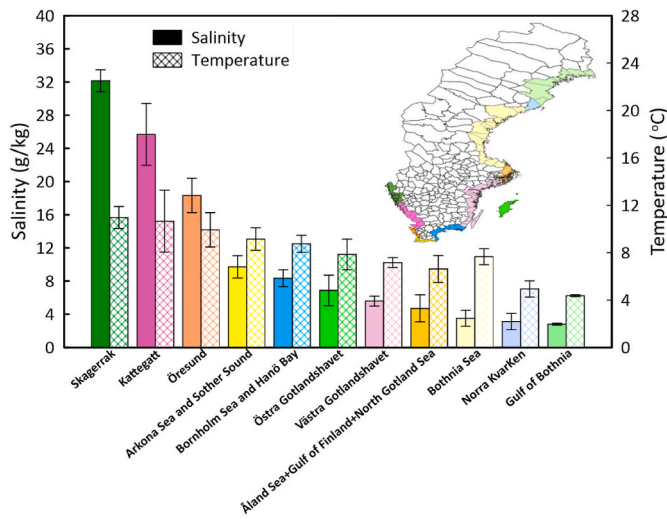 40
36
32
28
24
20
16
12
8
4
0
Salinity (g/kg)
Salinity
Temperature
28
24
20
16
12
8
4
0
Temperature (°C)
Skagerrak
Kattegatt
Öresund
Arkona Sea and Sother Sound
Bornholm Sea and Hanö Bay
Östra Gotlandshavet
Västra Gotlandshavet
Åland Sea+Gulf of Finland+North Gotland Sea
Bothnia Sea
Norra KvarKen
Gulf of Bothnia